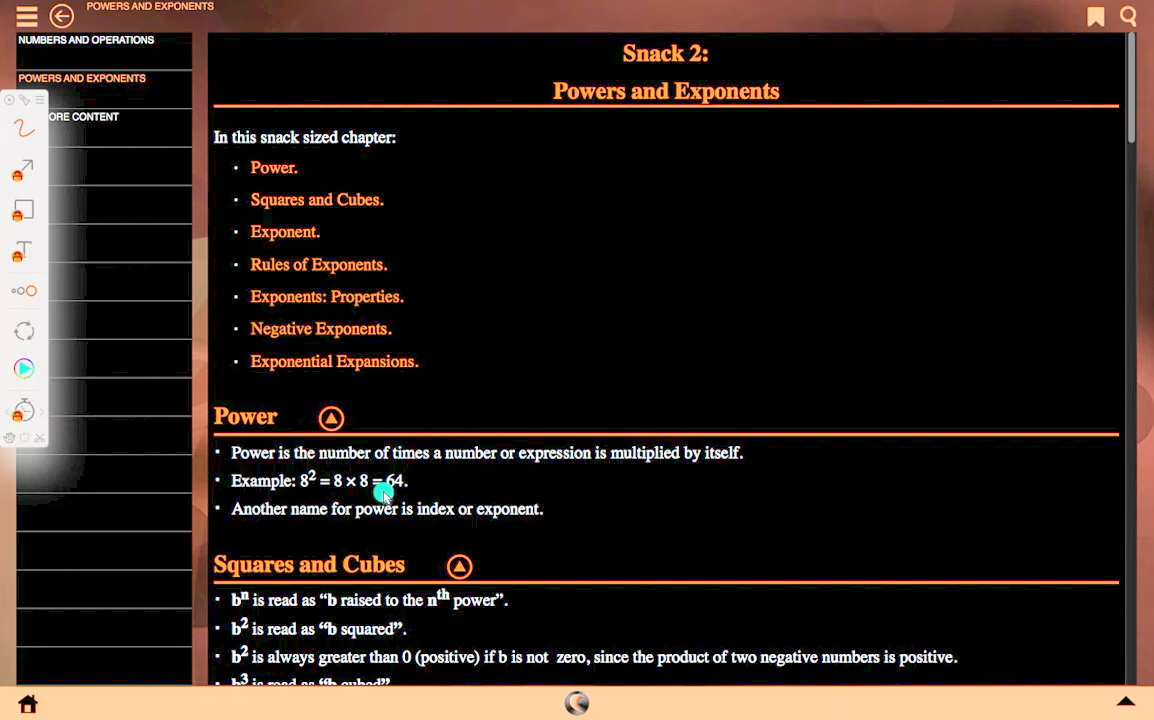 POWERS AND EXPONENTS
NUMBERS AND OPERATIONS
POWERS AND EXPONENTS
ORE CONTENT
Snack 2:
Powers and Exponents
In this snack sized chapter:
· Power.
· Squares and Cubes.
· Exponent.
· Rules of Exponents.
· Exponents: Properties.
· Negative Exponents.
· Exponential Expansions.
Power
· Power is the number of times a number or expression is multiplied by itself.
· Example: 8² = 8 × 8 = 64.
· Another name for power is index or exponent.
Squares and Cubes
· bⁿ is read as “b raised to the nᵗʰ power”.
· b² is read as “b squared”.
· b² is always greater than 0 (positive) if b is not zero, since the product of two negative numbers is positive.
· b³ is read as “b cubed”